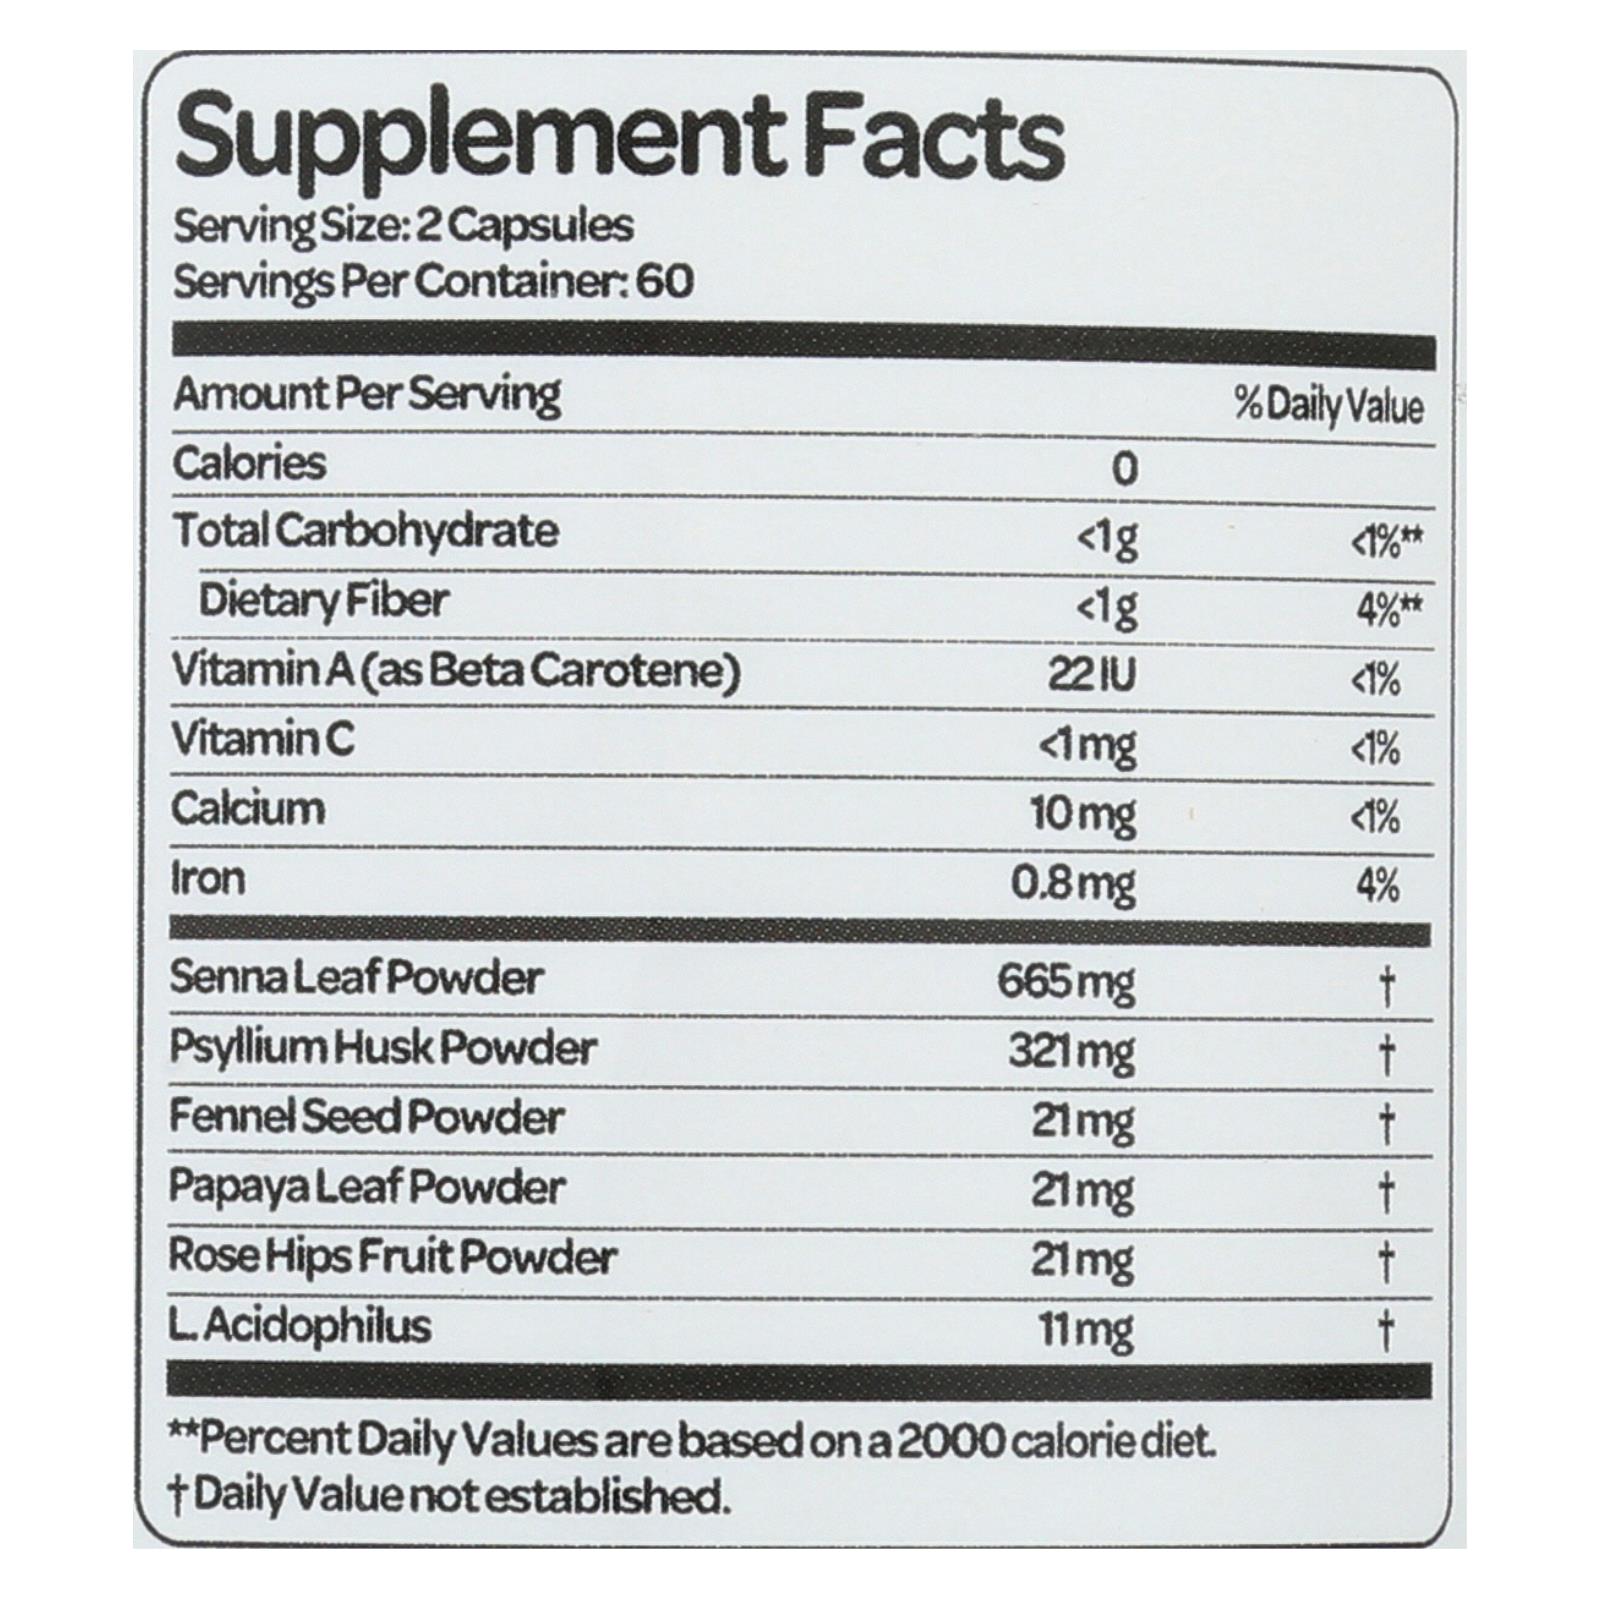 Supplement Facts
Serving Size: 2 Capsules
Servings Per Container: 60
Amount Per Serving % Daily Value
Calories 0
Total Carbohydrate <1g <1%**
Dietary Fiber <1g 4%**
Vitamin A (as Beta Carotene) 22 IU <1%
Vitamin C <1mg <1%
Calcium 10mg <1%
Iron 0.8mg 4%
Senna Leaf Powder 665mg †
Psyllium Husk Powder 321mg †
Fennel Seed Powder 21mg †
Papaya Leaf Powder 21mg †
Rose Hips Fruit Powder 21mg †
L. Acidophilus 11mg †
**Percent Daily Values are based on a 2000 calorie diet.
† Daily Value not established.